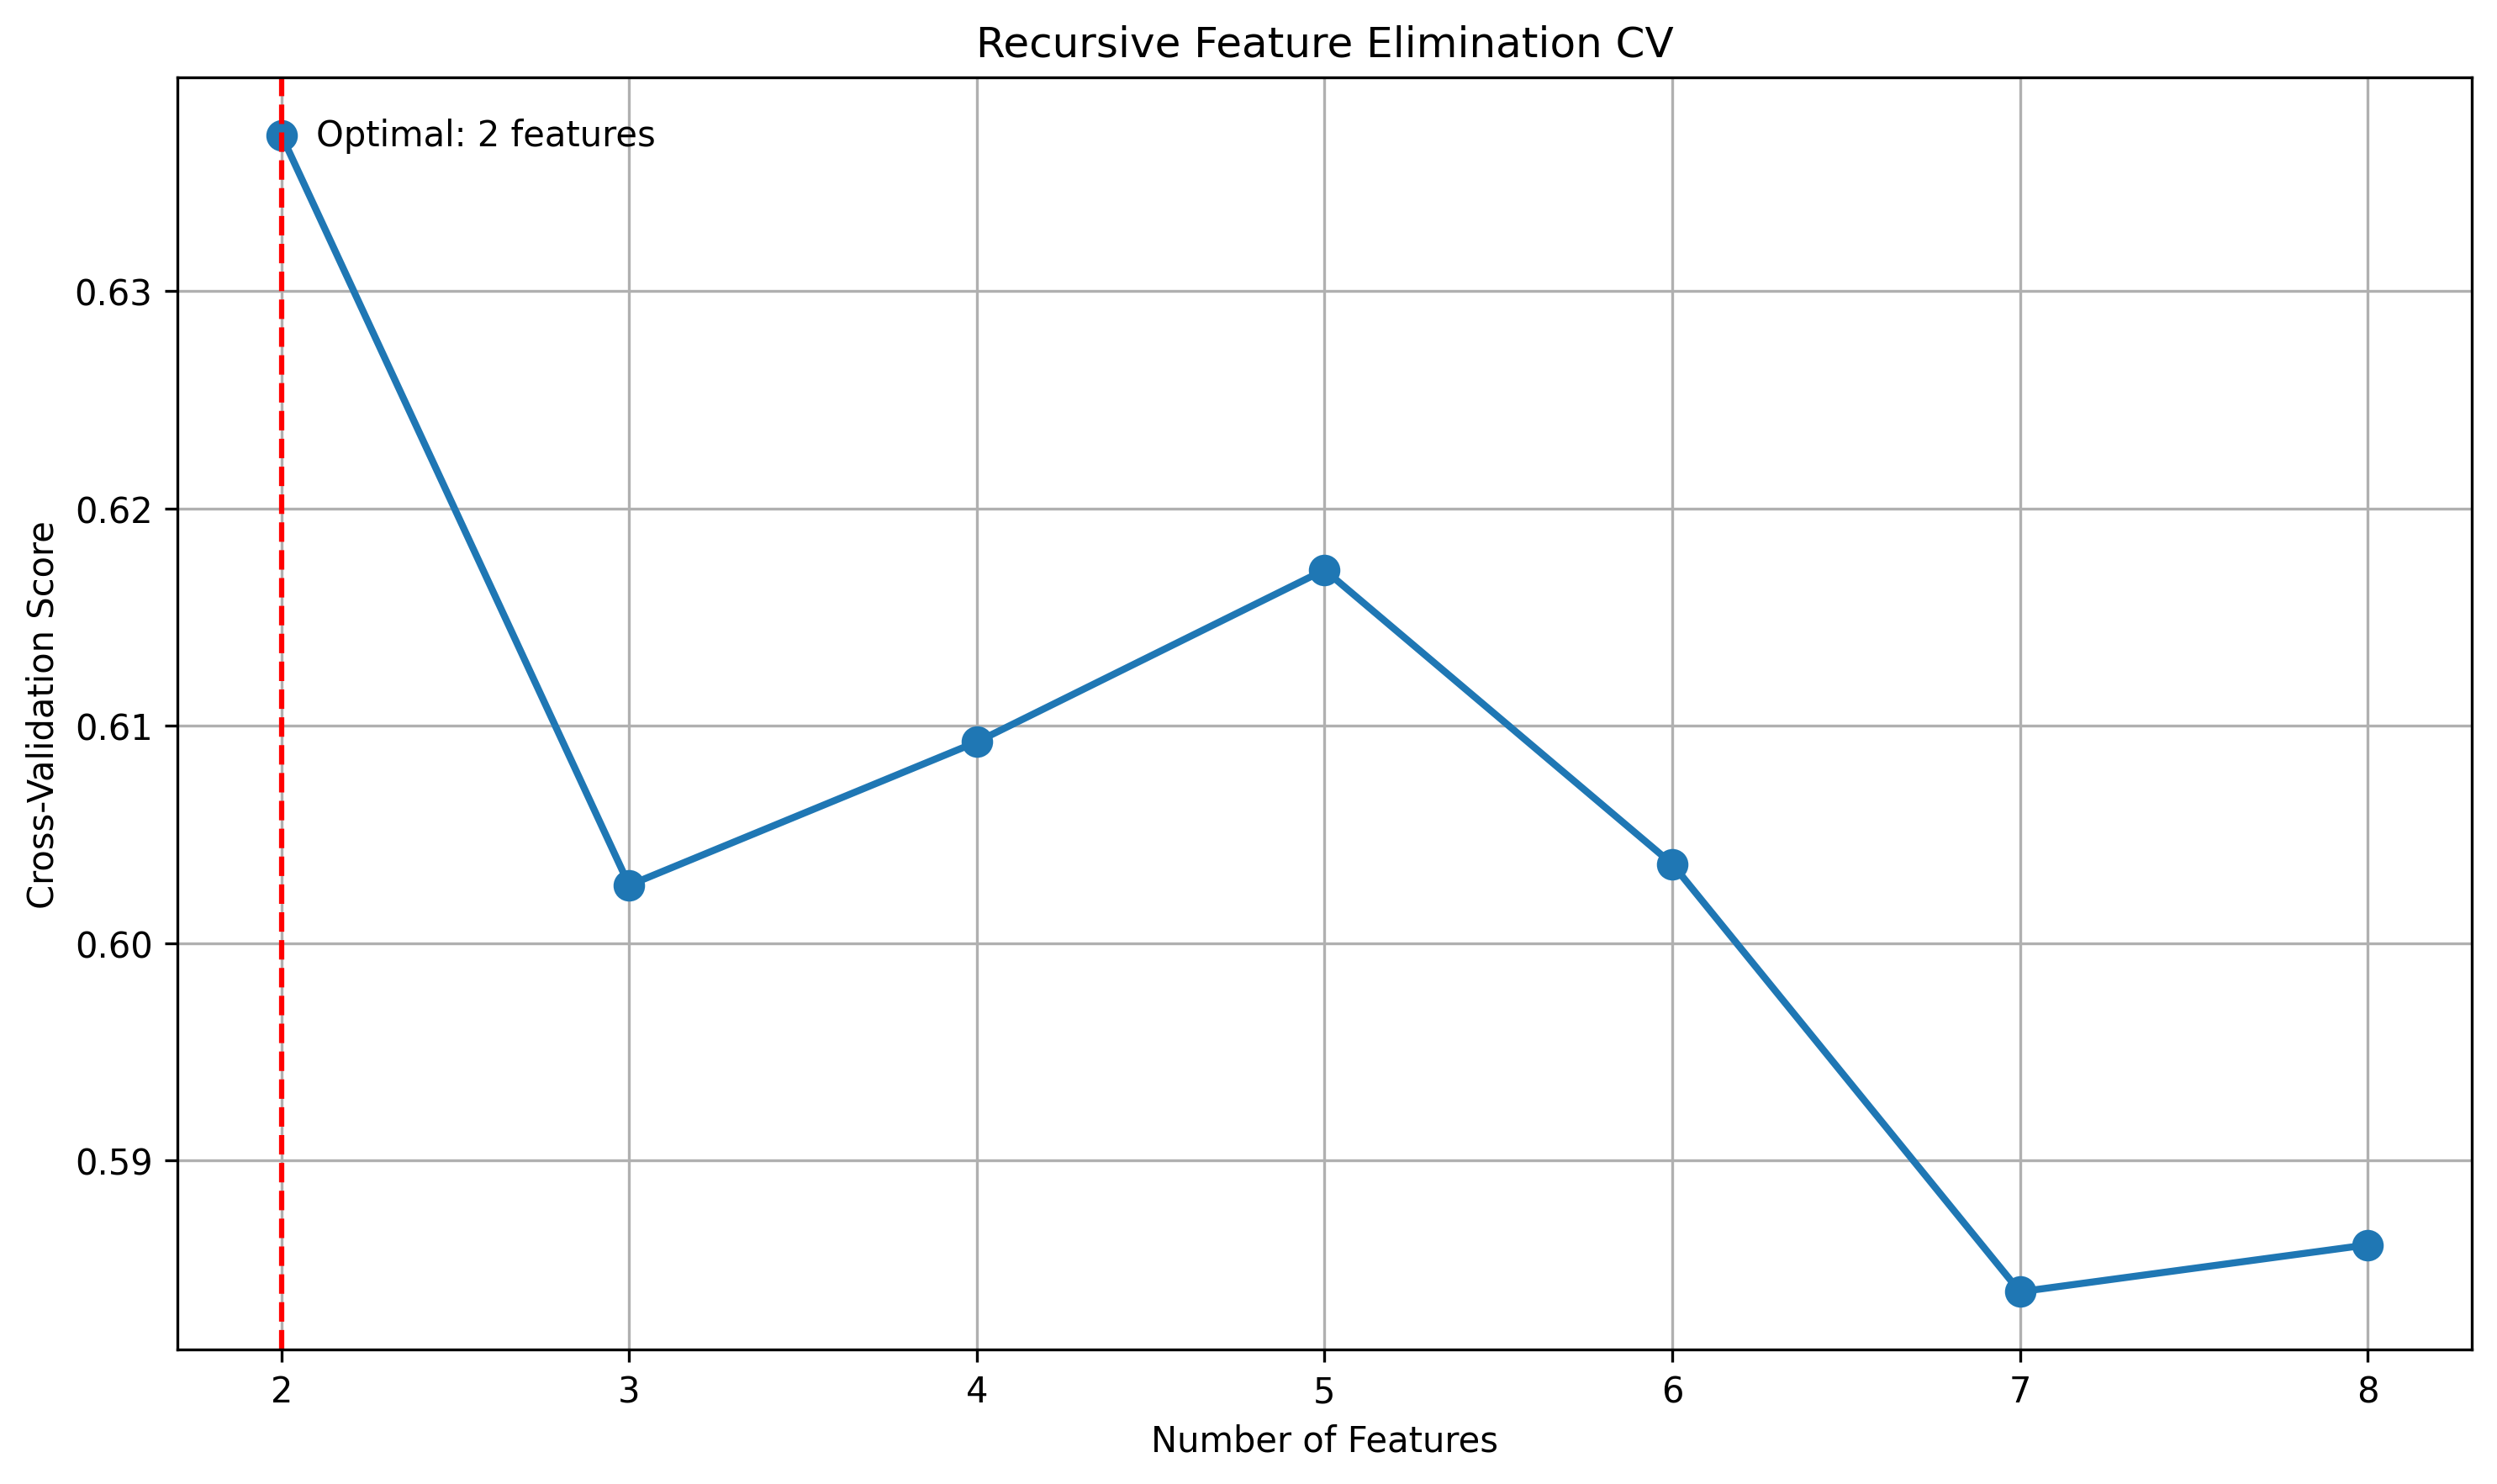 Recursive Feature Elimination CV
Optimal: 2 features
Cross-Validation Score
0.63
0.62
0.61
0.60
0.59
2 3 4 5 6 7 8
Number of Features